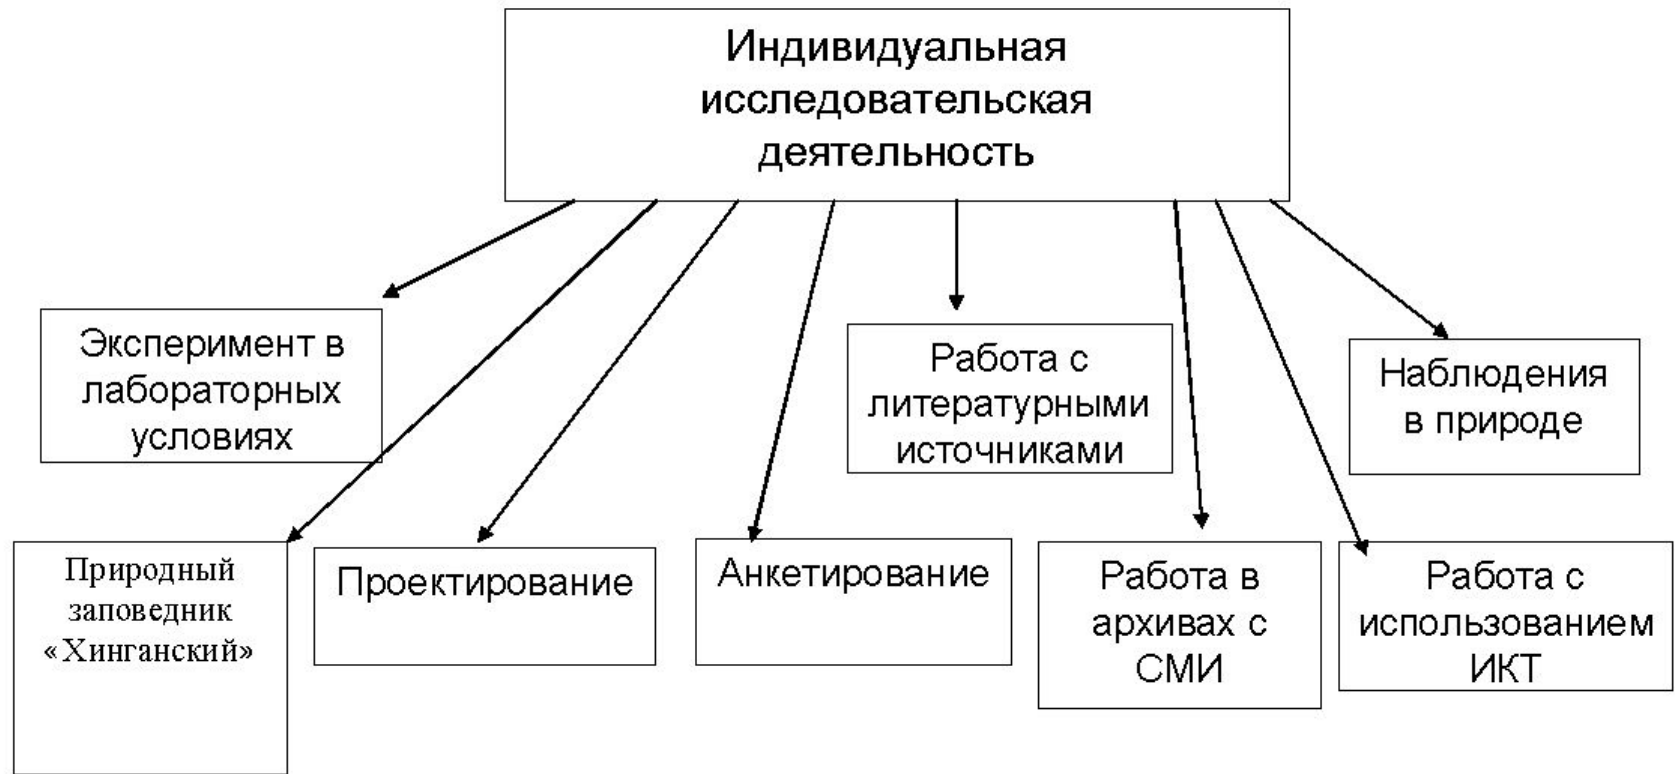 Индивидуальная
исследовательская
деятельность
Эксперимент в
лабораторных
условиях
Работа с
литературными
источниками
Наблюдения
в природе
Природный
заповедник
«Хинганский»
Проектирование
Анкетирование
Работа в
архивах с
СМИ
Работа с
использованием
ИКТ